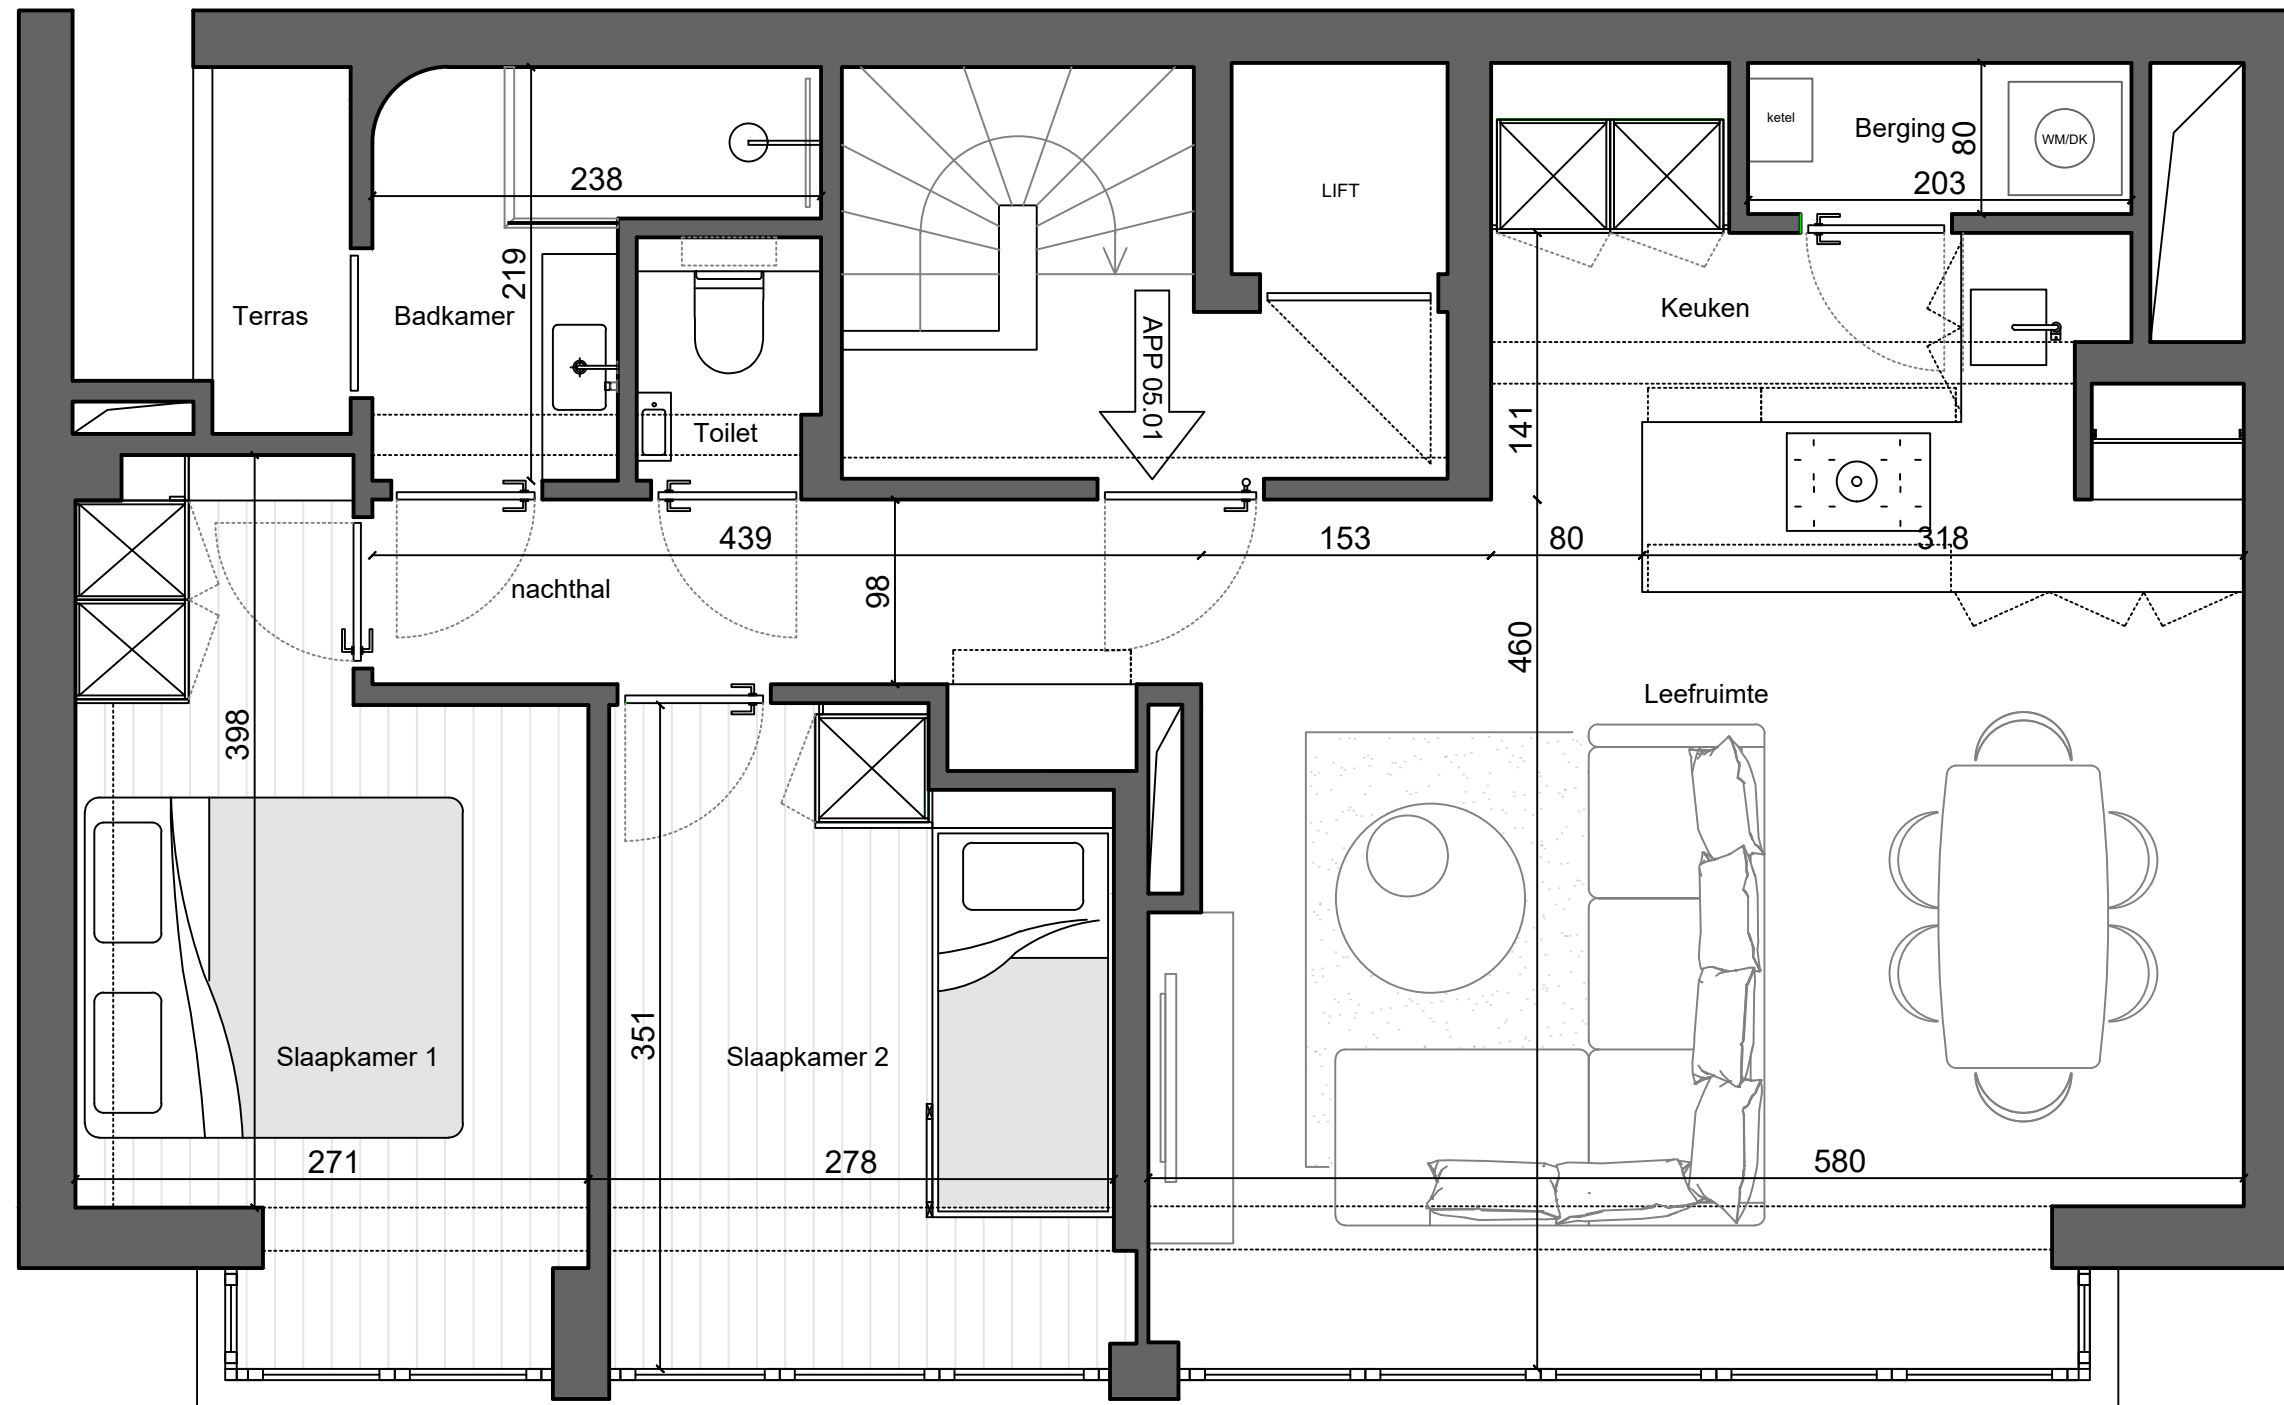 ketel
Berging
80
WM/DK
238
203
LIFT
219
Terras
Badkamer
Keuken
APP 05.01
Toilet
141
439
153
80
318
nachthal
98
460
Leefruimte
398
351
Slaapkamer 1
Slaapkamer 2
271
278
580